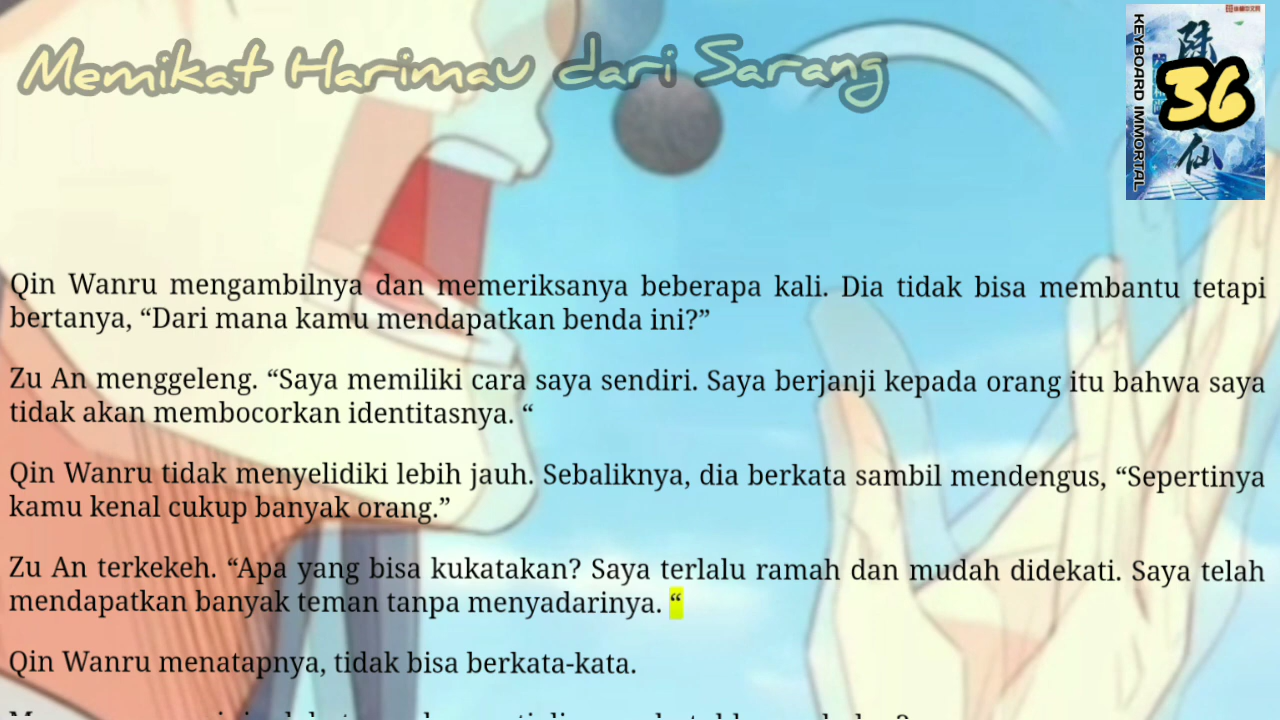 Memikat Harimau dari Sarang
KEYBOARD IMMORTAL
陆
36
仙
Qin Wanru mengambilnya dan memeriksanya beberapa kali. Dia tidak bisa membantu tetapi
bertanya, “Dari mana kamu mendapatkan benda ini?”
Zu An menggeleng. “Saya memiliki cara saya sendiri. Saya berjanji kepada orang itu bahwa saya
tidak akan membocorkan identitasnya. “
Qin Wanru tidak menyelidiki lebih jauh. Sebaliknya, dia berkata sambil mendengus, “Sepertinya
kamu kenal cukup banyak orang.”
Zu An terkekeh. “Apa yang bisa kukatakan? Saya terlalu ramah dan mudah didekati. Saya telah
mendapatkan banyak teman tanpa menyadarinya. “
Qin Wanru menatapnya, tidak bisa berkata-kata.